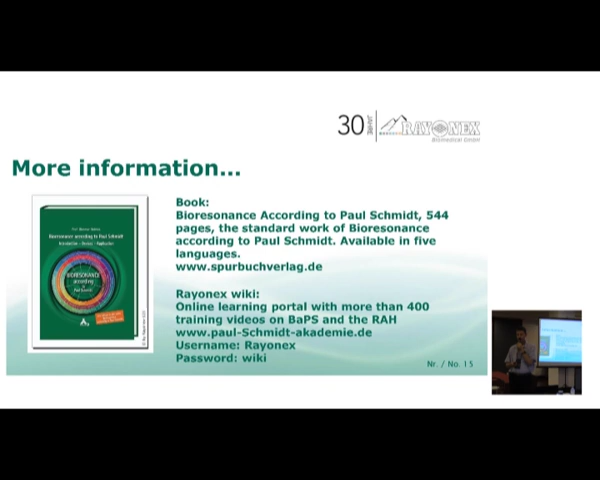 30
RAYONEX
Biomedical GmbH
More information...
Bioresonance according to Paul Schmidt
BIORESONANCE
according
Paul Schmidt
Book:
Bioresonance According to Paul Schmidt, 544
pages, the standard work of Bioresonance
according to Paul Schmidt. Available in five
languages.
www.spurbuchverlag.de
Rayonex wiki:
Online learning portal with more than 400
training videos on BaPS and the RAH
www.paul-Schmidt-akademie.de
Username: Rayonex
Password: wiki
Nr. / No. 15